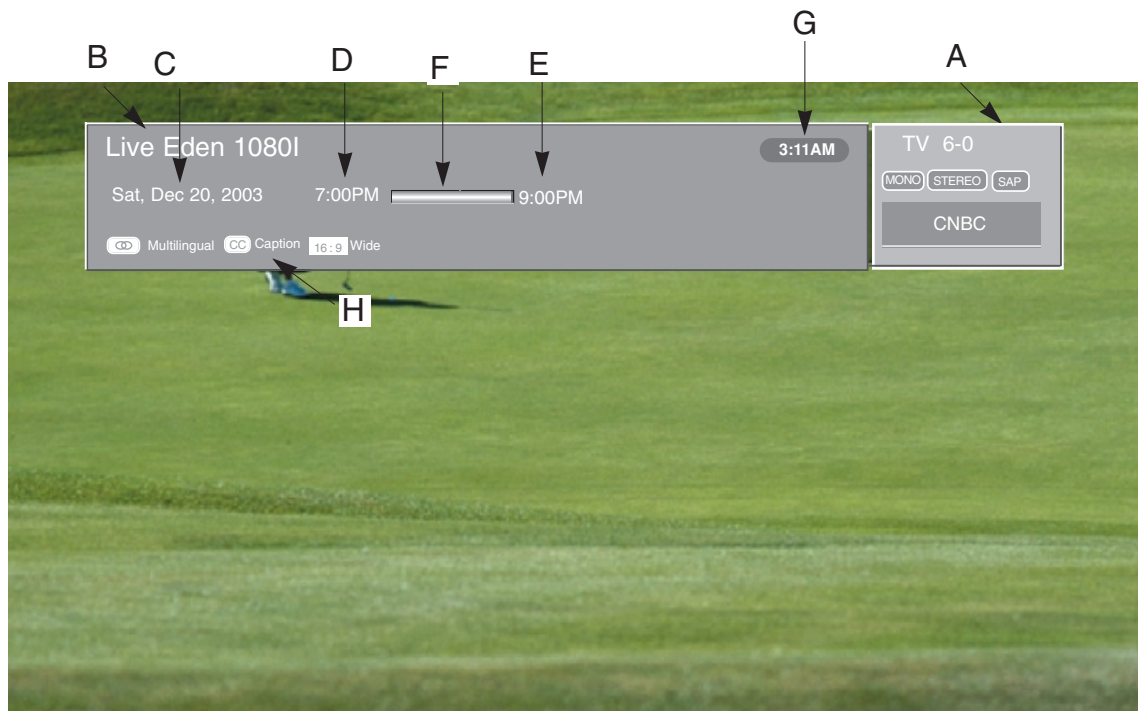 G
B C D F E A
Live Eden 1080I
3:11AM
TV 6-0
Sat, Dec 20, 2003 7:00PM 9:00PM
MONO STEREO SAP
CNBC
Multilingual CC Caption 16:9 Wide
H